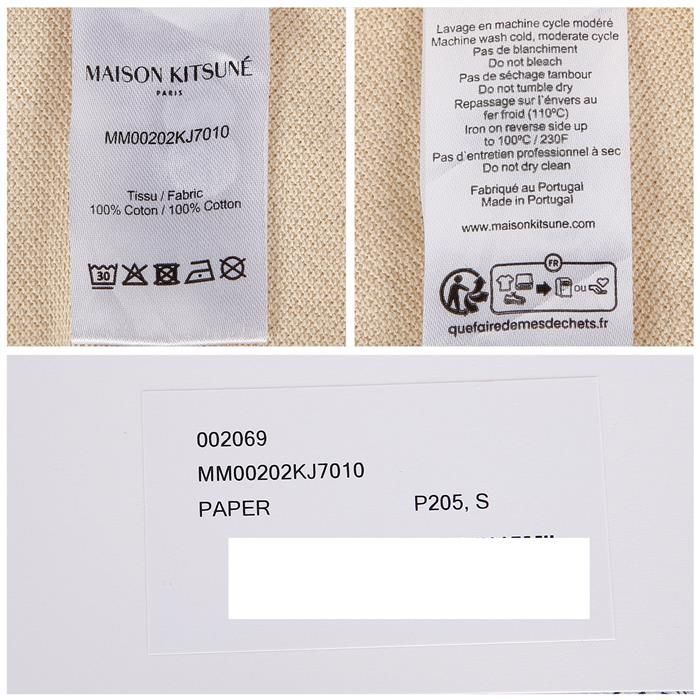 MAISON KITSUNÉ
PARIS
MM00202KJ7010
Tissu / Fabric
100% Coton / 100% Cotton
30
Lavage en machine cycle modéré
Machine wash cold, moderate cycle
Pas de blanchiment
Do not bleach
Pas de séchage tambour
Do not tumble dry
Repassage sur l'énvers au
fer froid (110ºC)
Iron on reverse side up
to 100ºC / 230F
Pas d'entretien professionnel à sec
Do not dry clean
Fabriqué au Portugal
Made in Portugal
www.maisonkitsune.com
FR
OU
quefairedemesdechets.fr
002069
MM00202KJ7010
PAPER P205, S